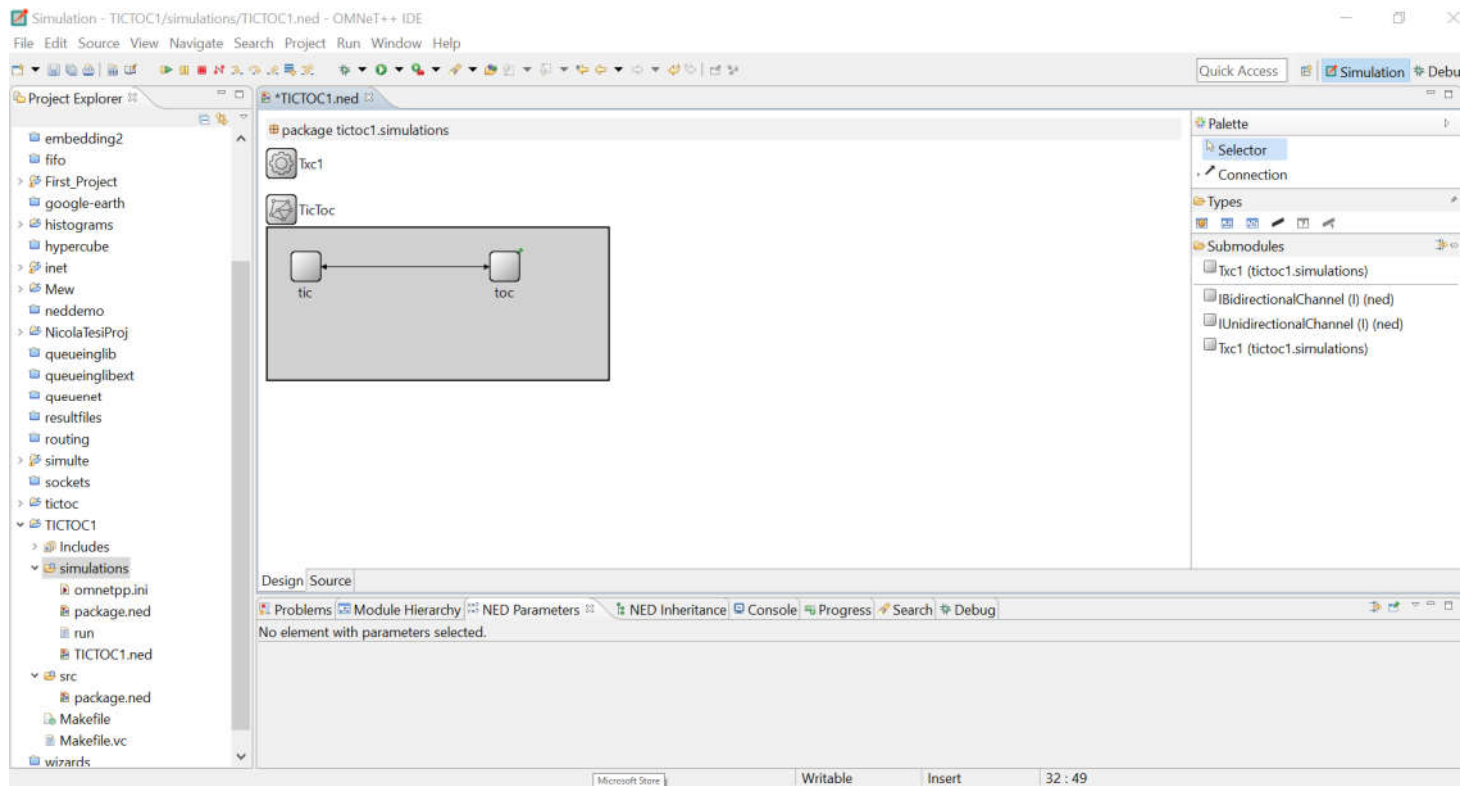 Simulation - TICTOC1/simulations/TICTOC1.ned - OMNeT++ IDE
File Edit Source View Navigate Search Project Run Window Help
Quick Access Simulation Debu
Project Explorer
embedding2
fifo
First_Project
google-earth
histograms
hypercube
inet
Mew
neddemo
NicolaTesiProj
queueinglib
queueinglibext
queuenet
resultfiles
routing
simulte
sockets
tictoc
TICTOC1
Includes
simulations
omnetpp.ini
package.ned
run
TICTOC1.ned
src
package.ned
Makefile
Makefile.vc
wizards
*TICTOC1.ned
package tictoc1.simulations
Txc1
TicToc
tic toc
Design Source
Palette
Selector
Connection
Types
Submodules
Txc1 (tictoc1.simulations)
IBidirectionalChannel (I) (ned)
IUnidirectionalChannel (I) (ned)
Txc1 (tictoc1.simulations)
Problems Module Hierarchy NED Parameters NED Inheritance Console Progress Search Debug
No element with parameters selected.
Microsoft Store Writable Insert 32 : 49